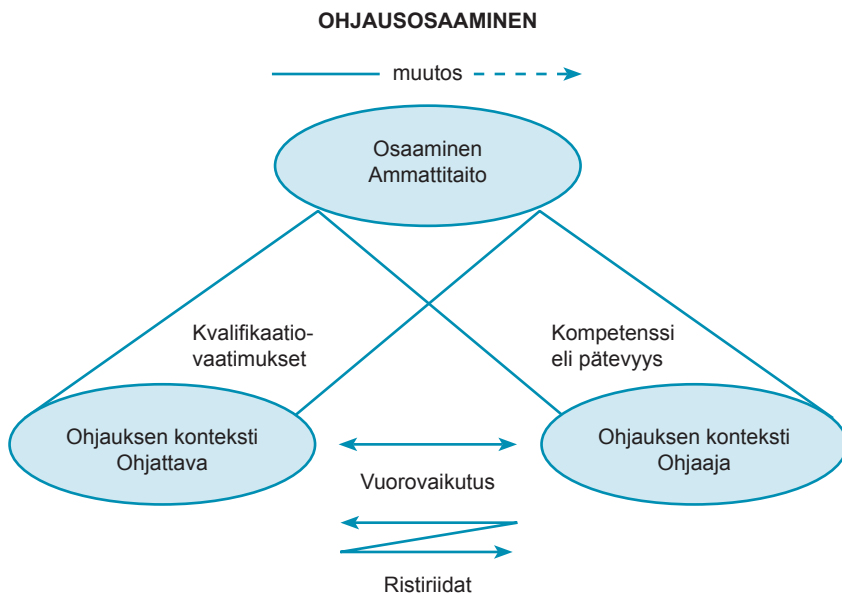 OHJAUSOSAAMINEN
muutos
Osaaminen
Ammattitaito
Kvalifikaatio-
vaatimukset
Kompetenssi
eli pätevyys
Ohjauksen konteksti
Ohjattava
Ohjauksen konteksti
Ohjaaja
Vuorovaikutus
Ristiriidat